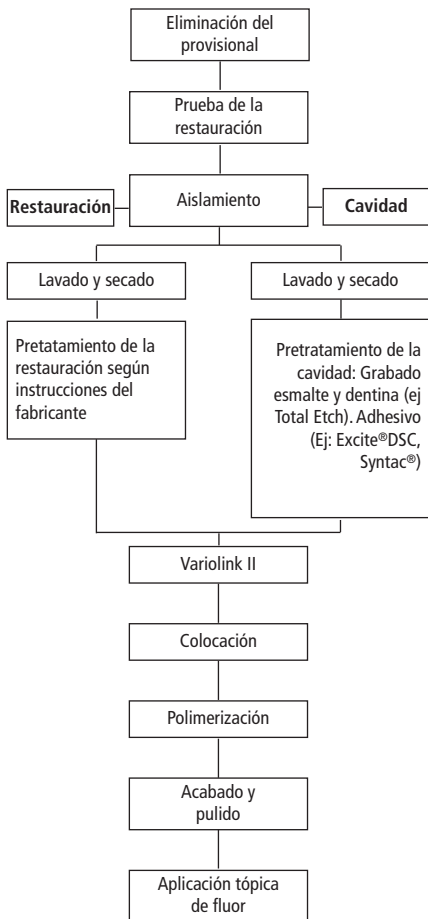 Eliminación del
provisional
Prueba de la
restauración
Restauración
Aislamiento
Cavidad
Lavado y secado
Lavado y secado
Pretatamiento de la
restauración según
instrucciones del
fabricante
Pretratamiento de la
cavidad: Grabado
esmalte y dentina (ej
Total Etch). Adhesivo
(Ej: Excite®DSC,
Syntac®)
Variolink II
Colocación
Polimerización
Acabado y
pulido
Aplicación tópica
de fluor